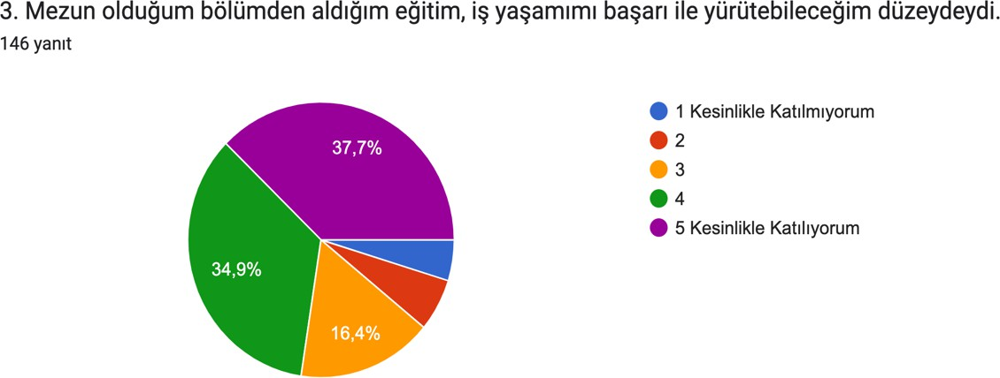 3. Mezun olduğum bölümden aldığım eğitim, iş yaşamımı başarı ile yürütebileceğim düzeydeydi.
146 yanıt
37,7%
34,9%
16,4%
1 Kesinlikle Katılmıyorum
2
3
4
5 Kesinlikle Katılıyorum